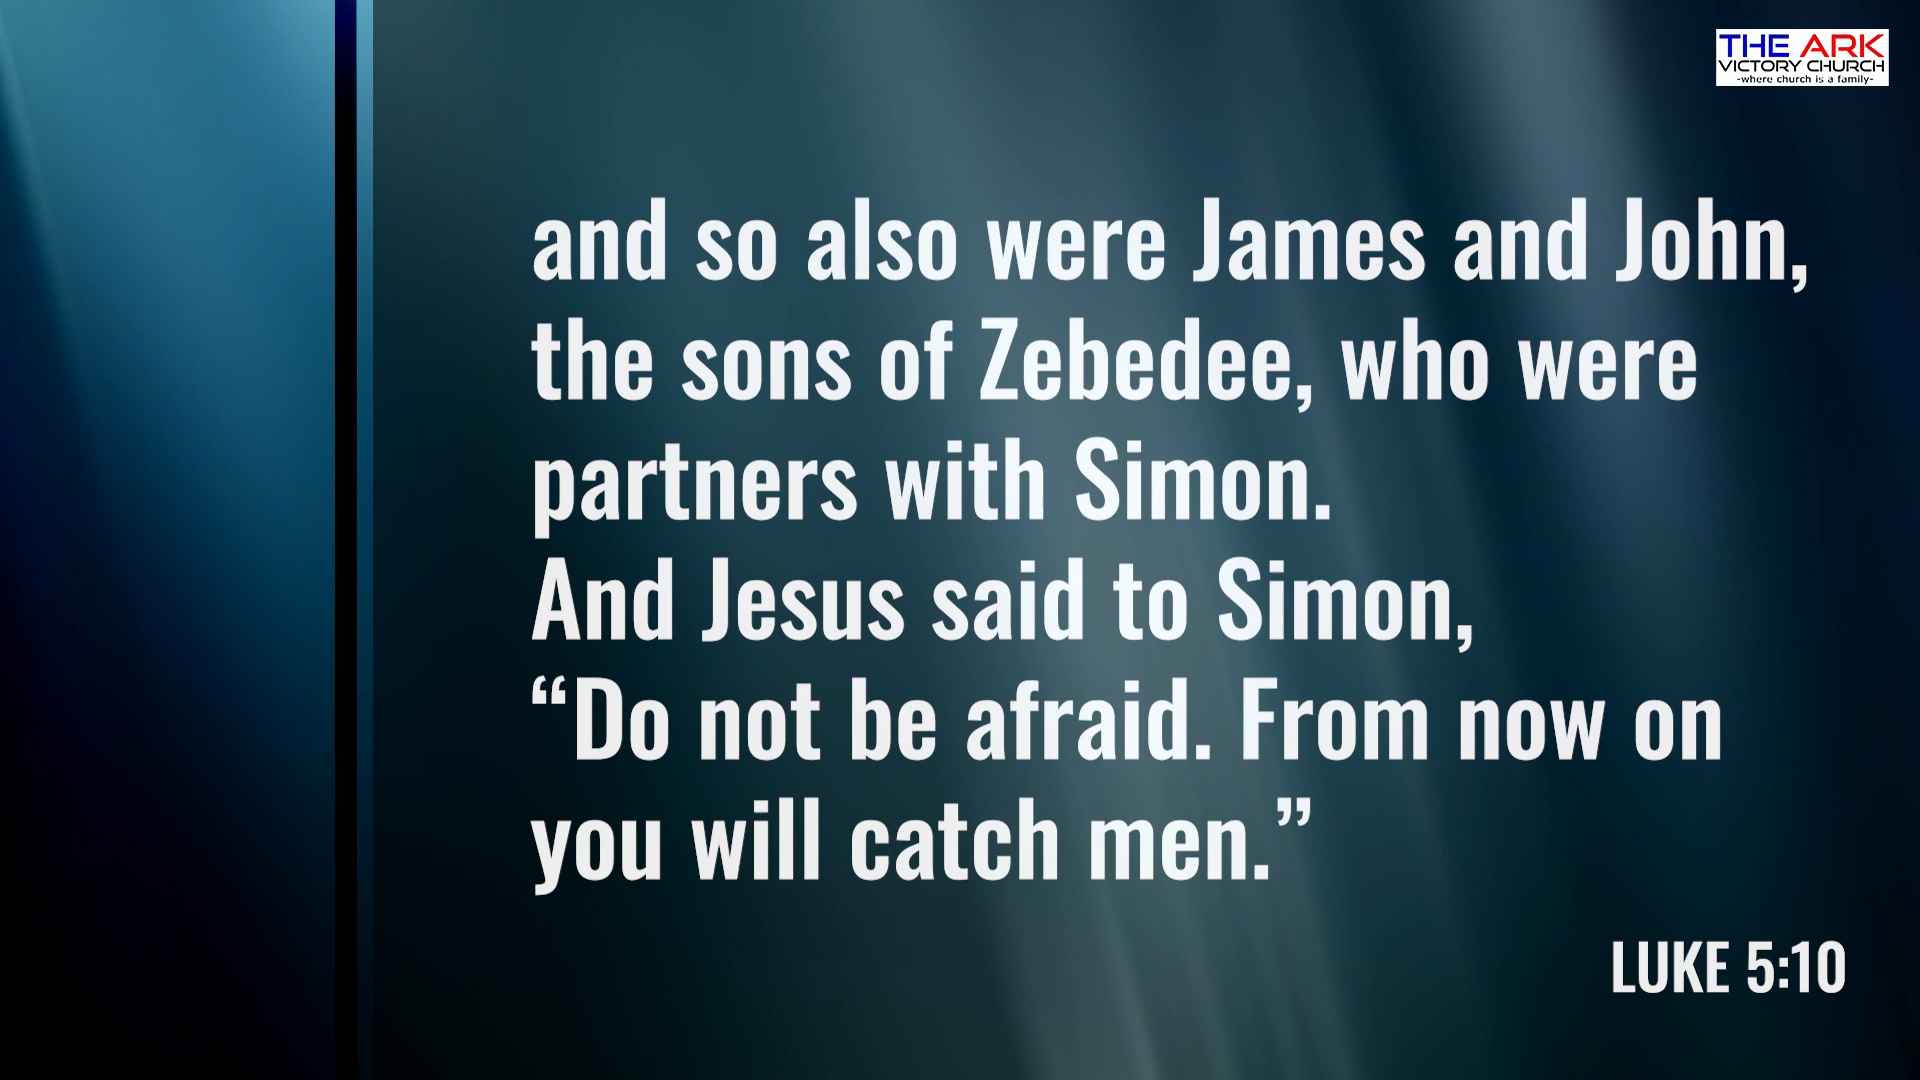 THE ARK
VICTORY CHURCH
-where church is a family-
and so also were James and John,
the sons of Zebedee, who were
partners with Simon.
And Jesus said to Simon,
“Do not be afraid. From now on
you will catch men.”
LUKE 5:10